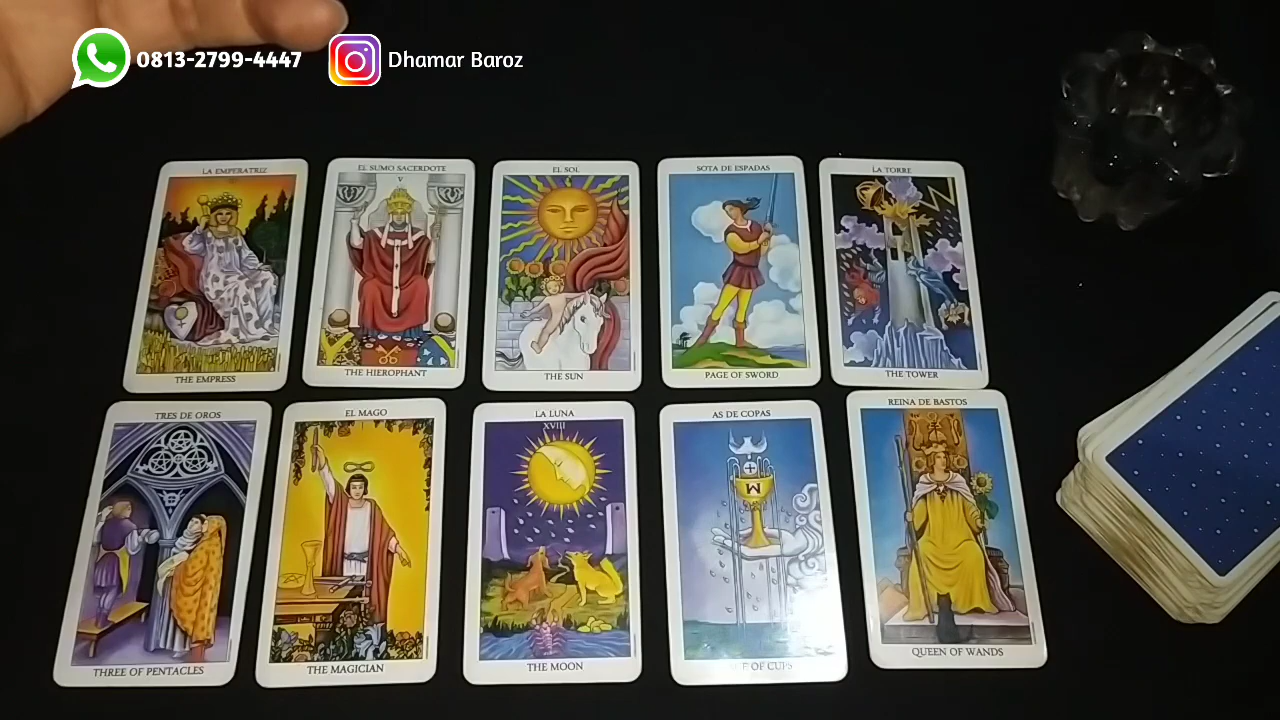 0813-2799-4447
Dhamar Baroz
LA EMPERATRIZ
THE EMPRESS
EL SUMO SACERDOTE
V
THE HIEROPHANT
EL SOL
THE SUN
SOTA DE ESPADAS
PAGE OF SWORD
LA TORRE
THE TOWER
TRES DE OROS
THREE OF PENTACLES
EL MAGO
THE MAGICIAN
LA LUNA
XVIII
THE MOON
AS DE COPAS
OF CUPS
REINA DE BASTOS
QUEEN OF WANDS